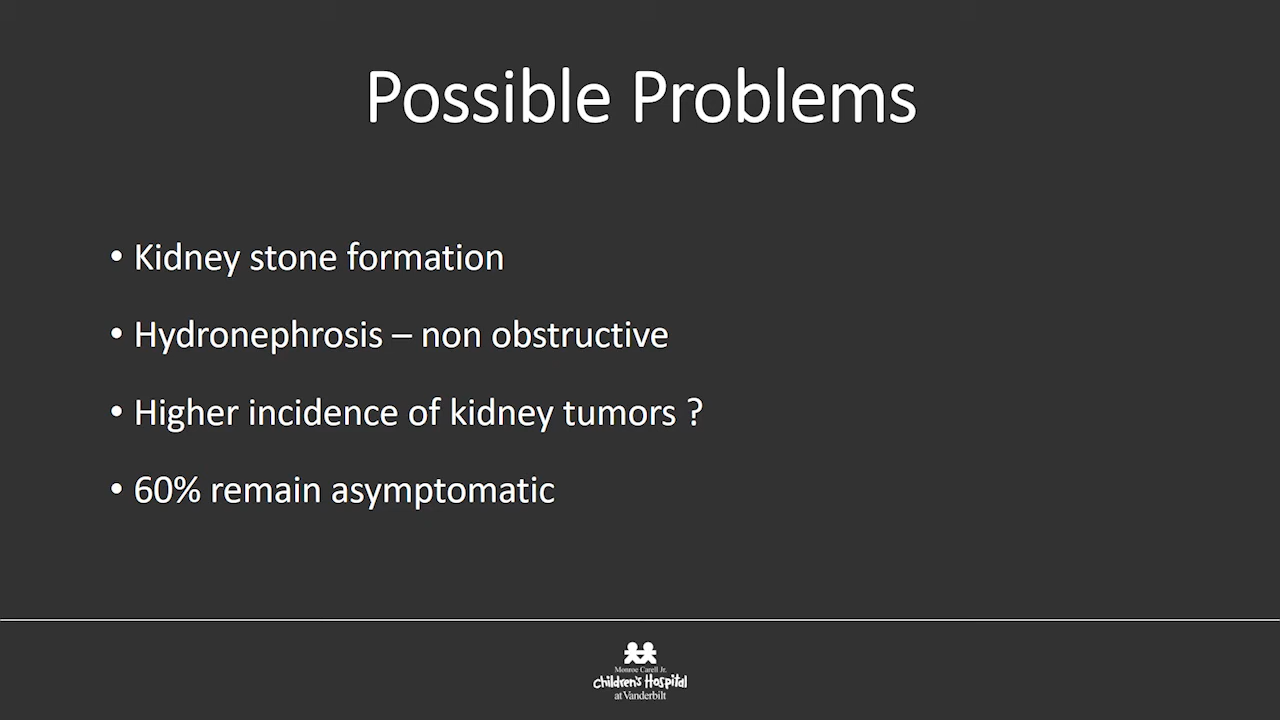 Possible Problems
• Kidney stone formation
• Hydronephrosis – non obstructive
• Higher incidence of kidney tumors ?
• 60% remain asymptomatic
Monroe Carell Jr.
Children's Hospital
at Vanderbilt